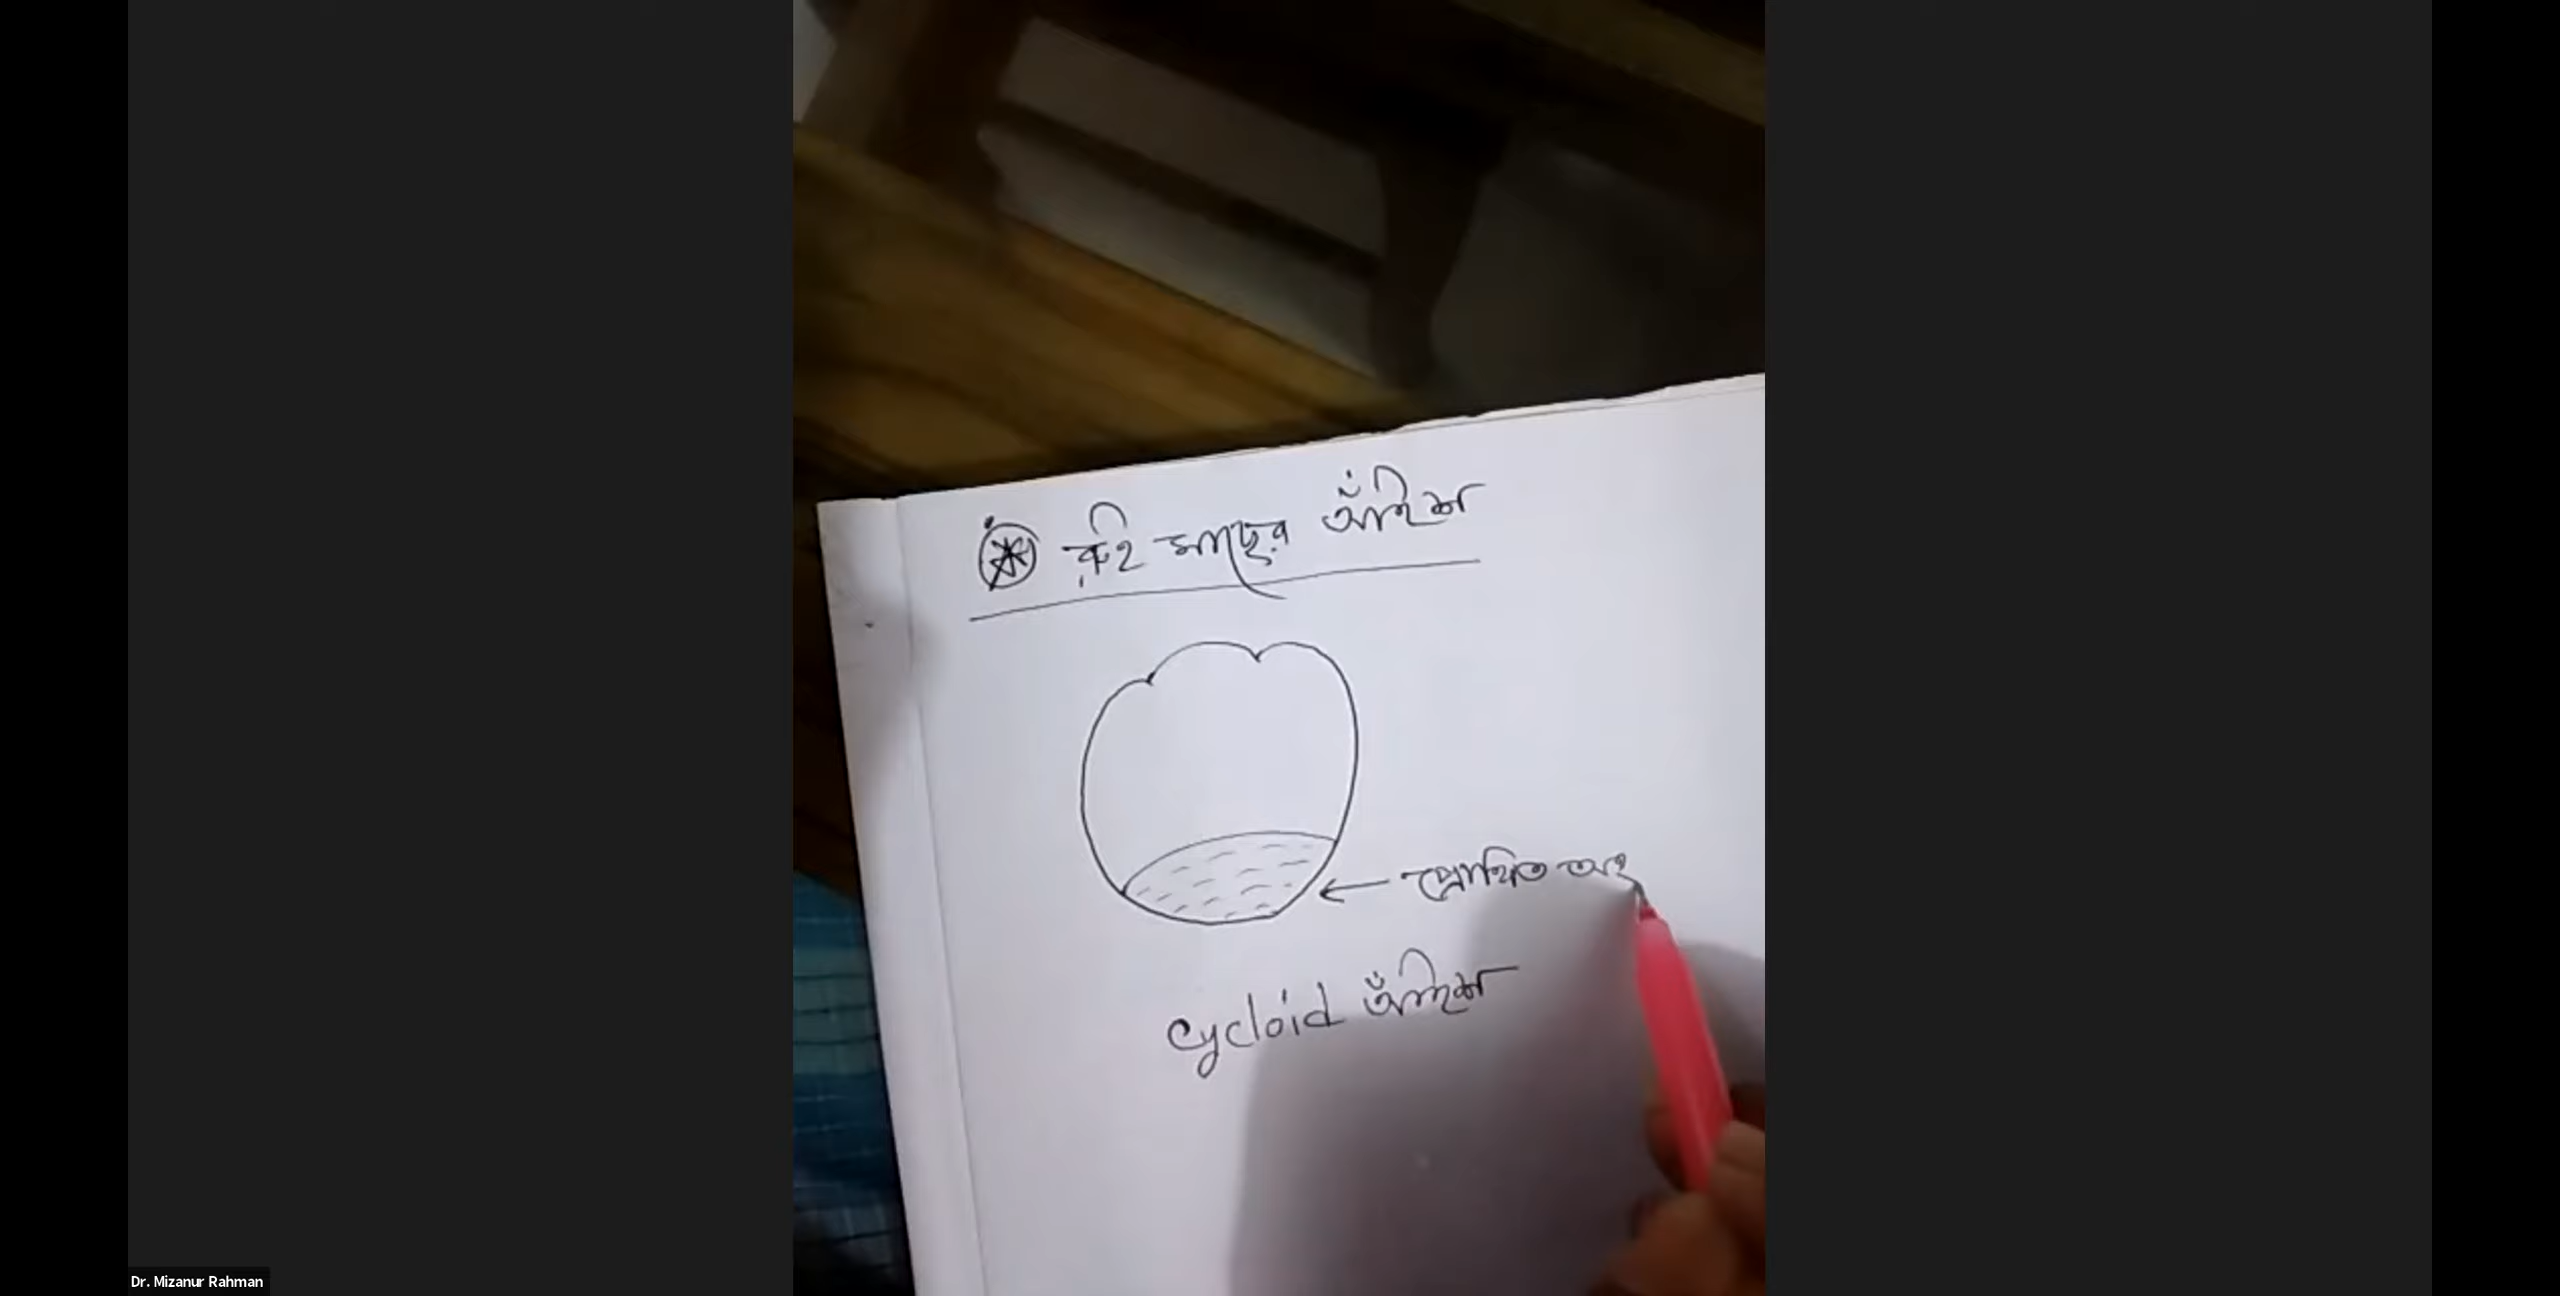 রুই মাছের আঁইশ
প্রোথিত অং
Cycloid আঁইশ
Dr. Mizanur Rahman